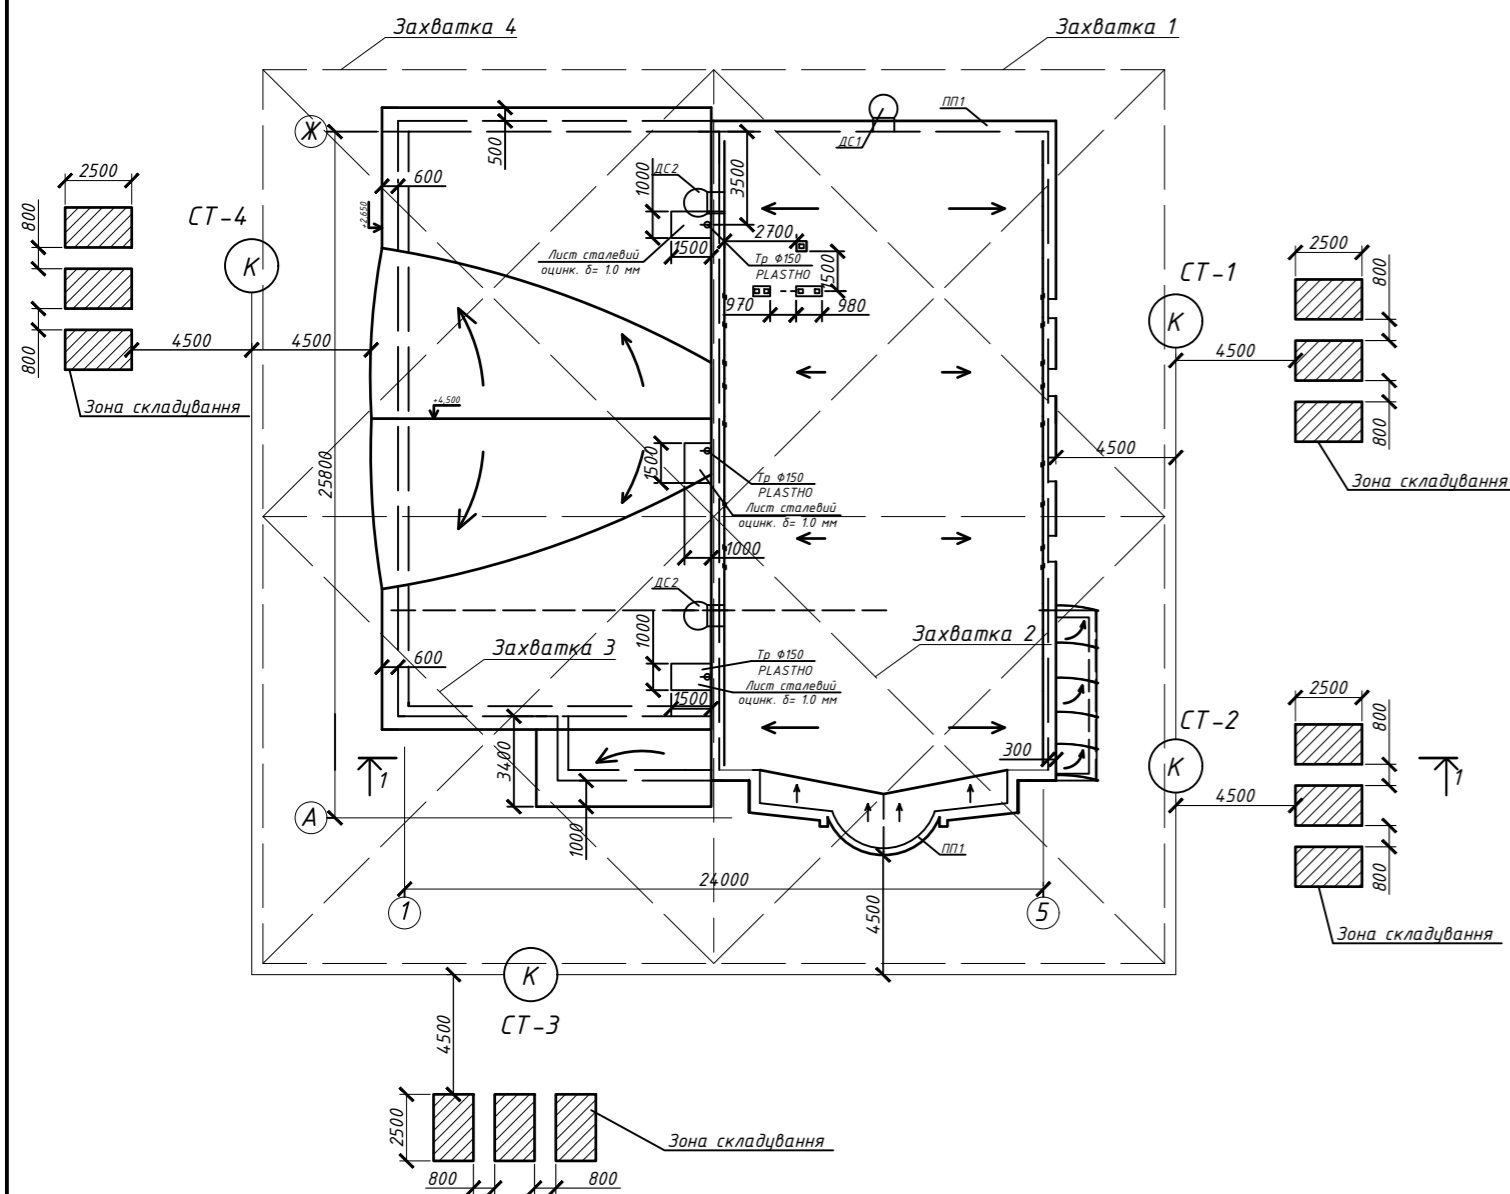 Захватка 4
Захватка 1
Ж
500
600
+2,650
ДС1
ПП1
ДС2
1000
3500
1500
2700
Лист сталевий
оцинк. δ= 1.0 мм
Тр Ф150
PLASTHO
1500
970
980
2500
800
800
СТ-4
К
4500
4500
Зона складування
СТ-1
К
2500
800
800
4500
4500
Зона складування
+4,500
25800
1500
Тр Ф150
PLASTHO
Лист сталевий
оцинк. δ= 1.0 мм
1000
ДС2
1000
Захватка 3
Захватка 2
600
Тр Ф150
PLASTHO
Лист сталевий
оцинк. δ= 1.0 мм
1500
300
3400
1000
1
А
СТ-2
К
2500
800
800
4500
1
Зона складування
ПП1
24000
1
5
4500
К
СТ-3
4500
2500
800
800
Зона складування